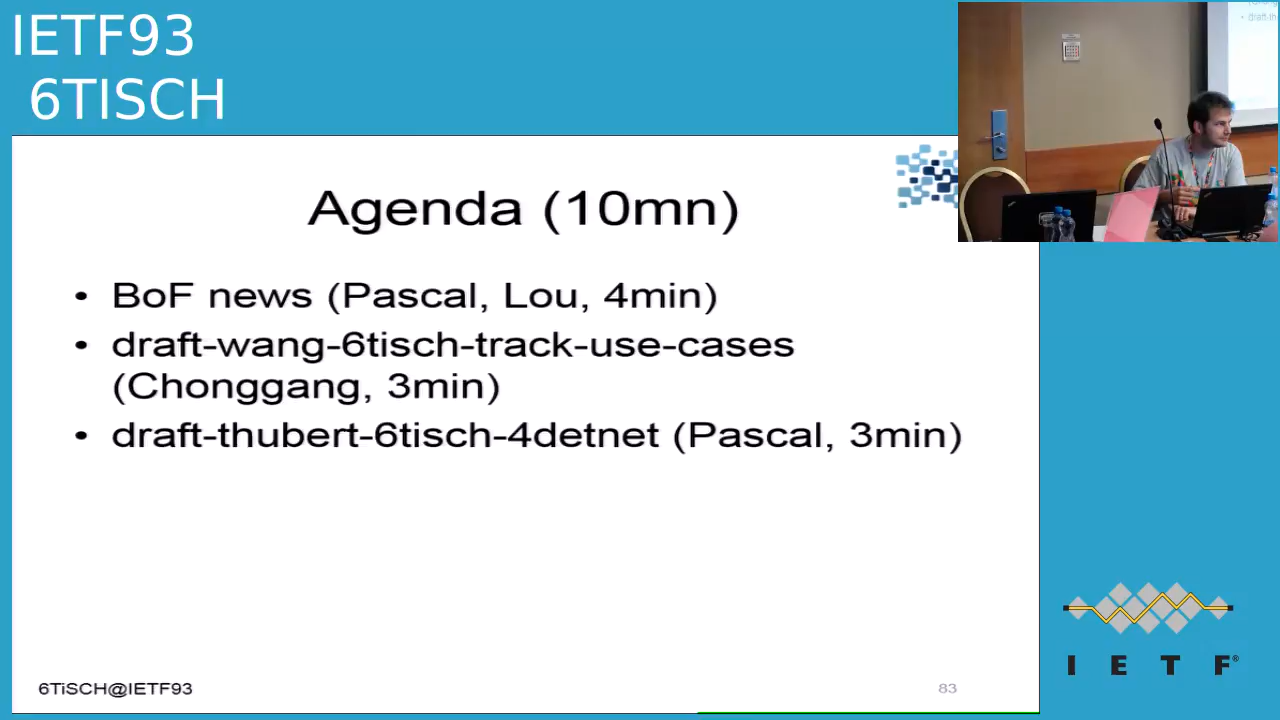 IETF93
6TISCH
Agenda (10mn)
• BoF news (Pascal, Lou, 4min)
• draft-wang-6tisch-track-use-cases
(Chonggang, 3min)
• draft-thubert-6tisch-4detnet (Pascal, 3min)
6TiSCH@IETF93
83
I E T F®